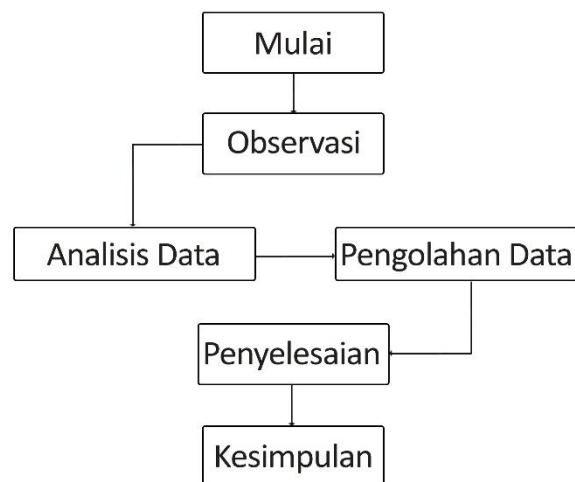 Mulai
Observasi
Analisis Data
Pengolahan Data
Penyelesaian
Kesimpulan